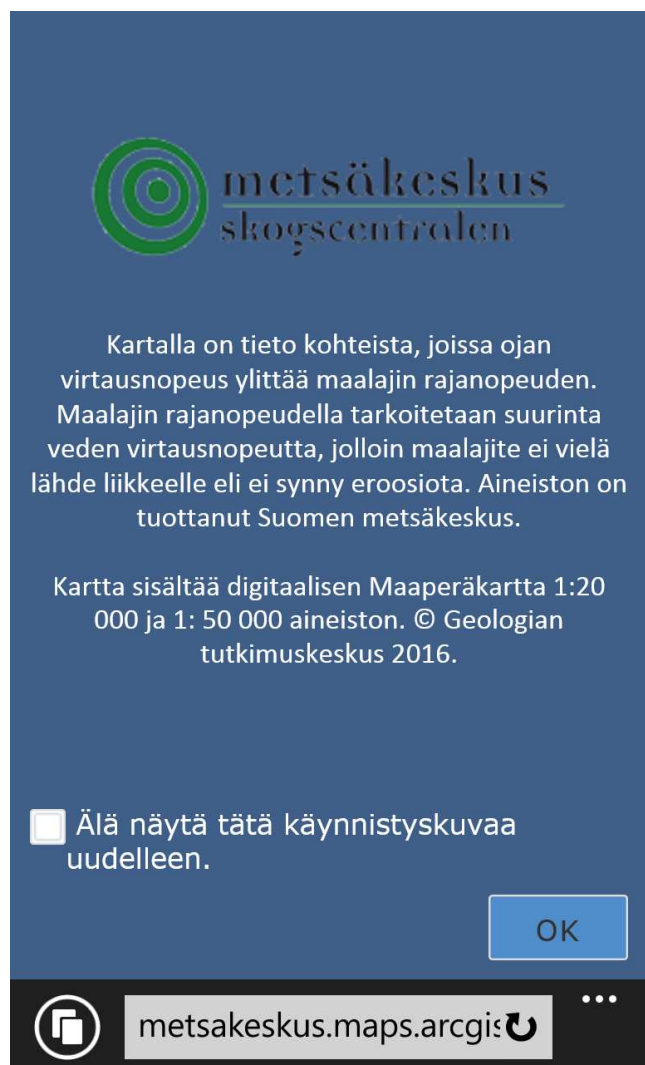 metsäkeskus
skogscentralen
Kartalla on tieto kohteista, joissa ojan
virtausnopeus ylittää maalajin rajanopeuden.
Maalajin rajanopeudella tarkoitetaan suurinta
veden virtausnopeutta, jolloin maalajite ei vielä
lähde liikkeelle eli ei synny eroosiota. Aineiston on
tuottanut Suomen metsäkeskus.
Kartta sisältää digitaalisen Maaperäkartta 1:20
000 ja 1: 50 000 aineiston. © Geologian
tutkimuskeskus 2016.
Älä näytä tätä käynnistyskuvaa
uudelleen.
OK
metsakeskus.maps.arcgis